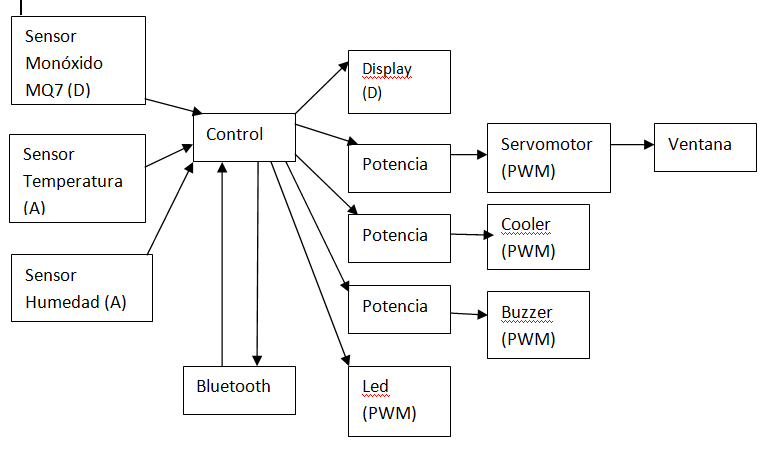 Sensor
Monóxido
MQ7 (D)
Sensor
Temperatura
(A)
Sensor
Humedad (A)
Control
Bluetooth
Display
(D)
Potencia
Servomotor
(PWM)
Ventana
Potencia
Cooler
(PWM)
Potencia
Buzzer
(PWM)
Led
(PWM)